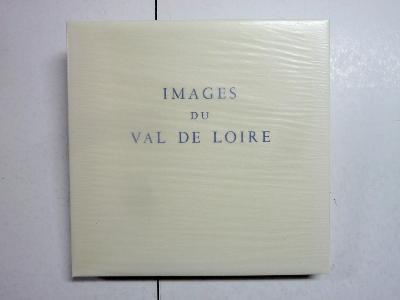 IMAGES
DU
VAL DE LOIRE